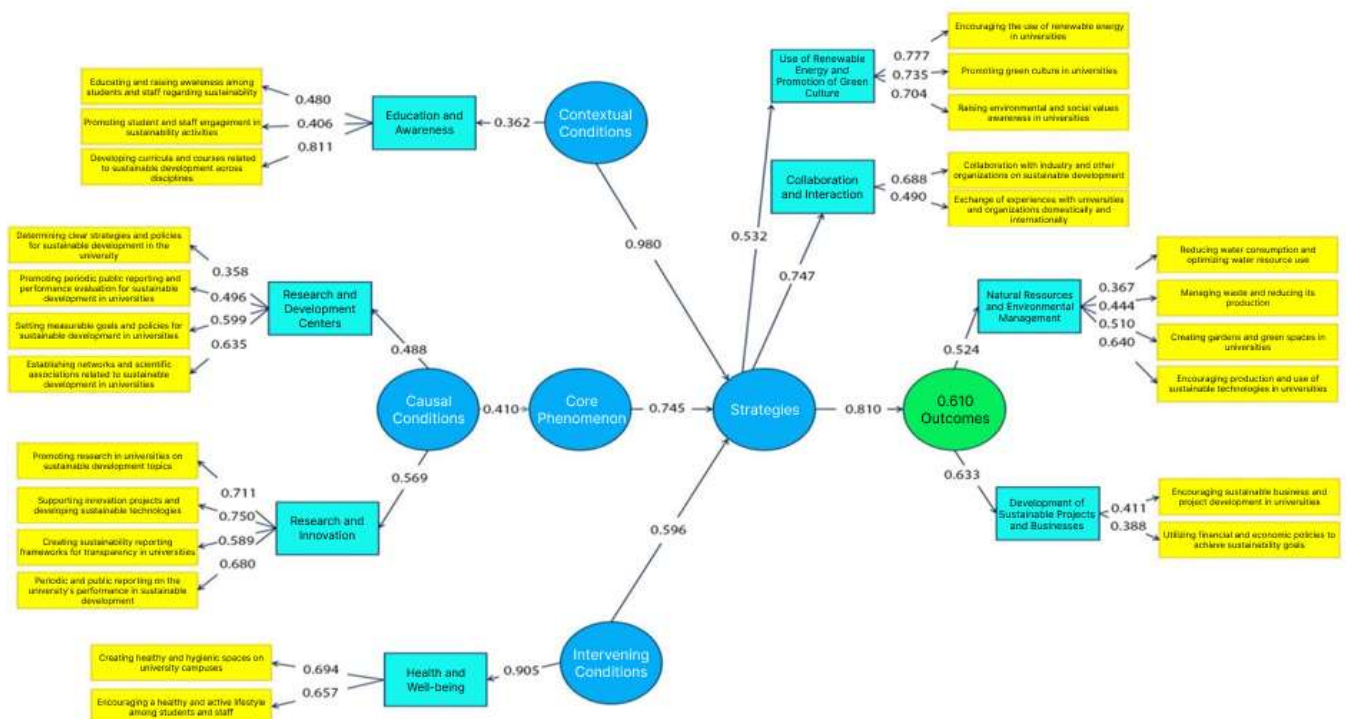 Encouraging the use of renewable energy
in universities
0.777
Use of Renewable
Energy and
Promotion of Green
Culture
0.735
Promoting green culture in universities
0.704
Raising environmental and social values
awareness in universities
Educating and raising awareness among
students and staff regarding sustainability
0.480
Promoting student and staff engagement in
sustainability activities
0.406
Developing curricula and courses related
to sustainable development across
disciplines
0.811
Education and
Awareness
0.362
Contextual
Conditions
Collaboration
and Interaction
0.688
0.490
Collaboration with industry and other
organizations on sustainable development
Exchange of experiences with universities
and organizations domestically and
internationally
0.980
0.532
0.747
Determining clear strategies and policies
for sustainable development in the
university
0.358
Promoting periodic public reporting and
performance evaluation for sustainable
development in universities
0.496
Setting measurable goals and policies for
sustainable development in universities
0.599
Establishing networks and scientific
associations related to sustainable
development in universities
0.635
Research and
Development
Centers
0.488
Reducing water consumption and
optimizing water resource use
0.367
Managing waste and reducing its
production
0.444
Creating gardens and green spaces in
universities
0.510
Encouraging production and use of
sustainable technologies in universities
0.640
Natural Resources
and Environmental
Management
0.524
Causal
Conditions
0.410
Core
Phenomenon
0.745
Strategies
0.810
0.610
Outcomes
0.569
0.633
Promoting research in universities on
sustainable development topics
0.711
Supporting innovation projects and
developing sustainable technologies
0.750
Creating sustainability reporting
frameworks for transparency in universities
0.589
Periodic and public reporting on the
university's performance in sustainable
development
0.680
Research and
Innovation
0.596
Development of
Sustainable Projects
and Businesses
0.411
0.388
Encouraging sustainable business and
project development in universities
Utilizing financial and economic policies to
achieve sustainability goals
Creating healthy and hygienic spaces on
university campuses
0.694
Encouraging a healthy and active lifestyle
among students and staff
0.657
Health and
Well-being
0.905
Intervening
Conditions